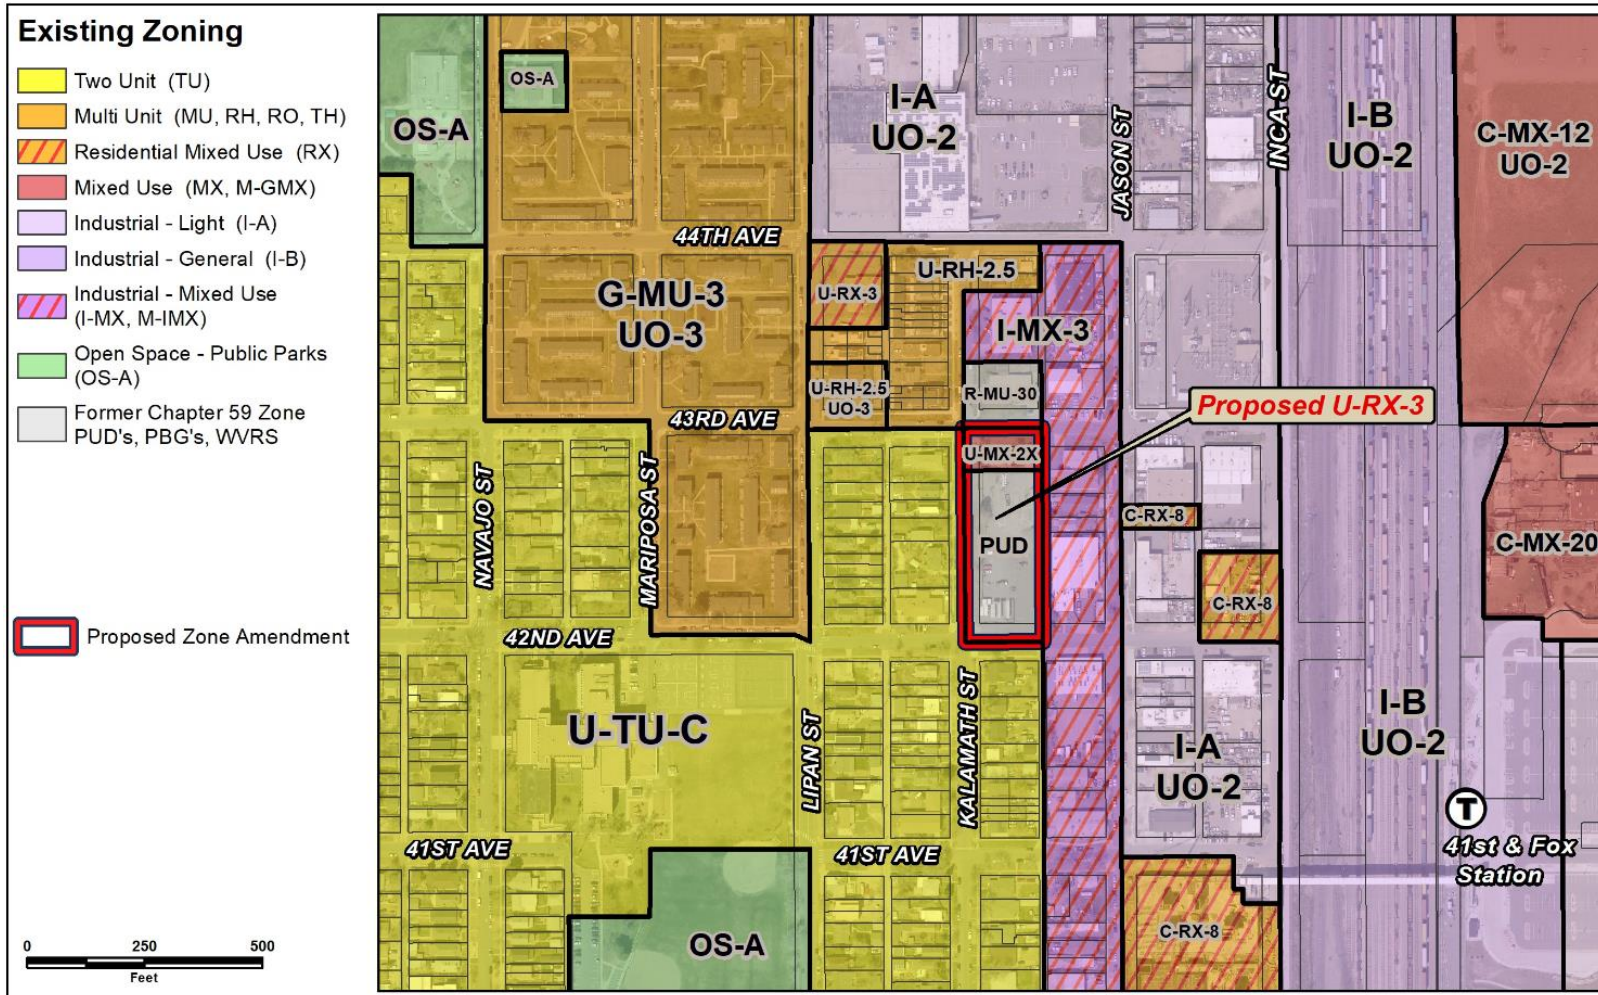 Existing Zoning
Two Unit (TU)
Multi Unit (MU, RH, RO, TH)
Residential Mixed Use (RX)
Mixed Use (MX, M-GMX)
Industrial - Light (I-A)
Industrial - General (I-B)
Industrial - Mixed Use
(I-MX, M-IMX)
Open Space - Public Parks
(OS-A)
Former Chapter 59 Zone
PUD's, PBG's, WVRS
Proposed Zone Amendment
0 250 500
Feet
OS-A
OS-A
I-A
UO-2
JASON ST
INCA ST
I-B
UO-2
C-MX-12
UO-2
44TH AVE
G-MU-3
UO-3
U-RX-3
U-RH-2.5
I-MX-3
U-RH-2.5
UO-3
R-MU-30
Proposed U-RX-3
43RD AVE
U-MX-2X
NAVAJO ST
MARIPOSA ST
PUD
C-RX-8
C-MX-20
C-RX-8
42ND AVE
U-TU-C
LIPAN ST
KALAMATH ST
I-A
UO-2
I-B
UO-2
T
41st & Fox
Station
41ST AVE
41ST AVE
OS-A
C-RX-8